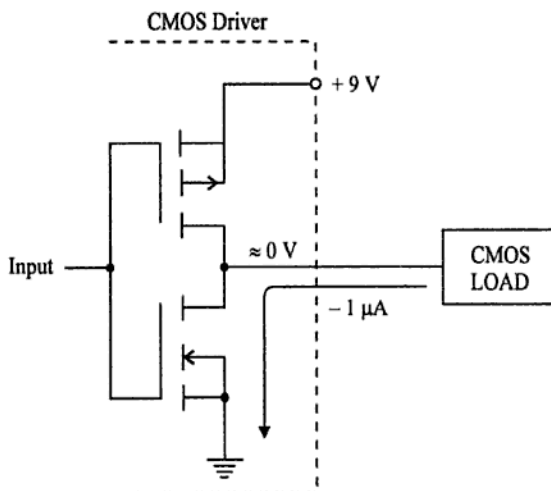 CMOS Driver
+ 9 V
Input
≈ 0 V
CMOS
LOAD
– 1 μA